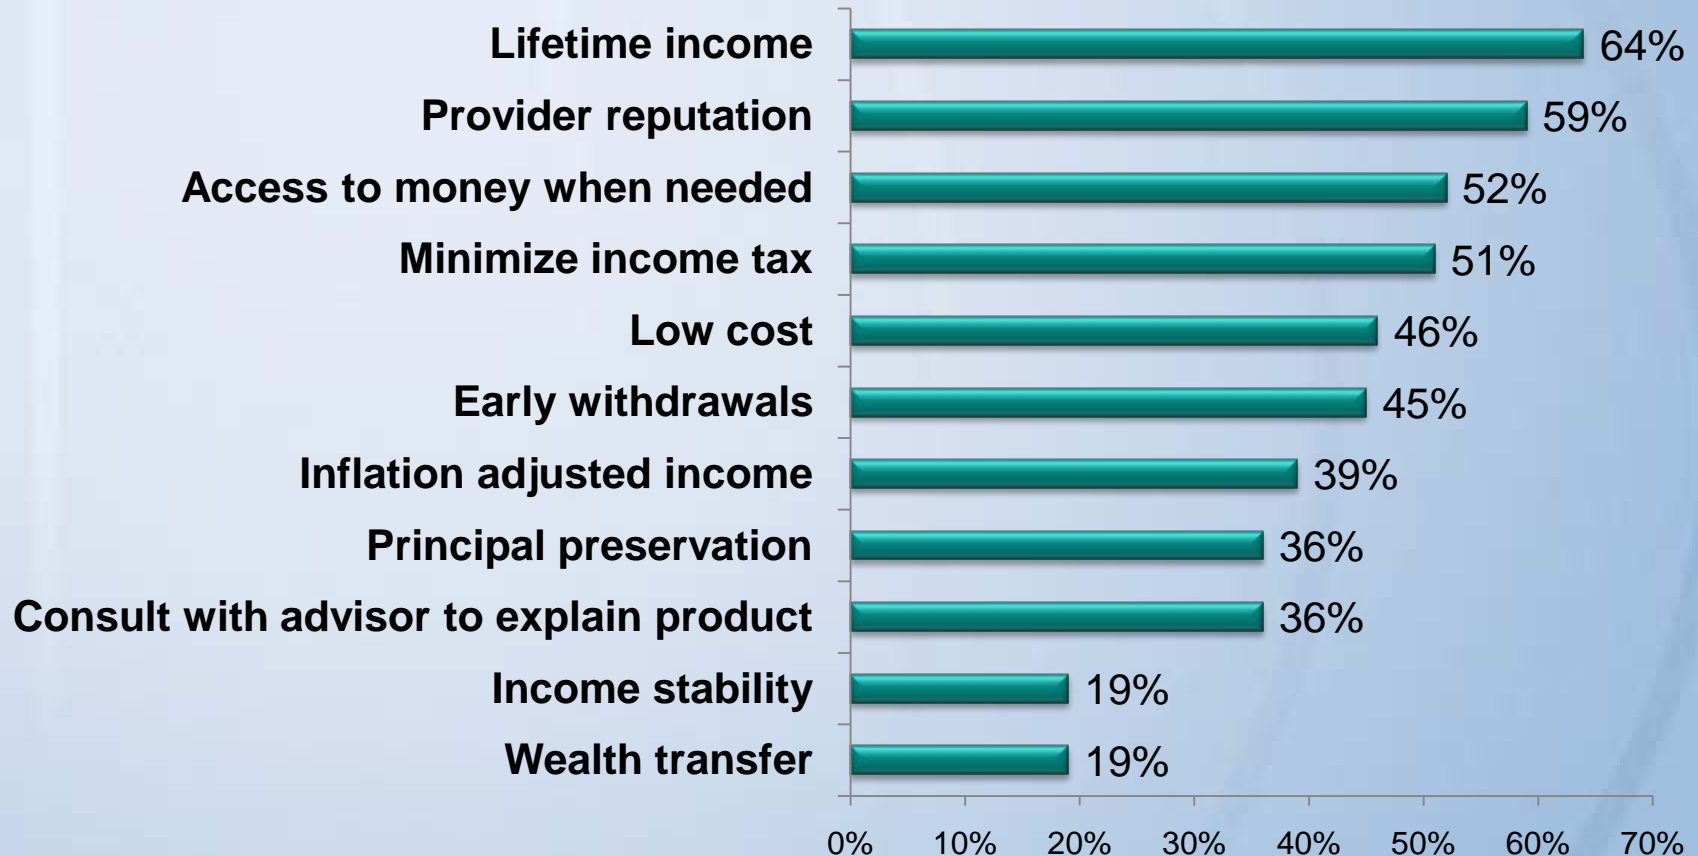 Lifetime income 64%
Provider reputation 59%
Access to money when needed 52%
Minimize income tax 51%
Low cost 46%
Early withdrawals 45%
Inflation adjusted income 39%
Principal preservation 36%
Consult with advisor to explain product 36%
Income stability 19%
Wealth transfer 19%
0% 10% 20% 30% 40% 50% 60% 70%